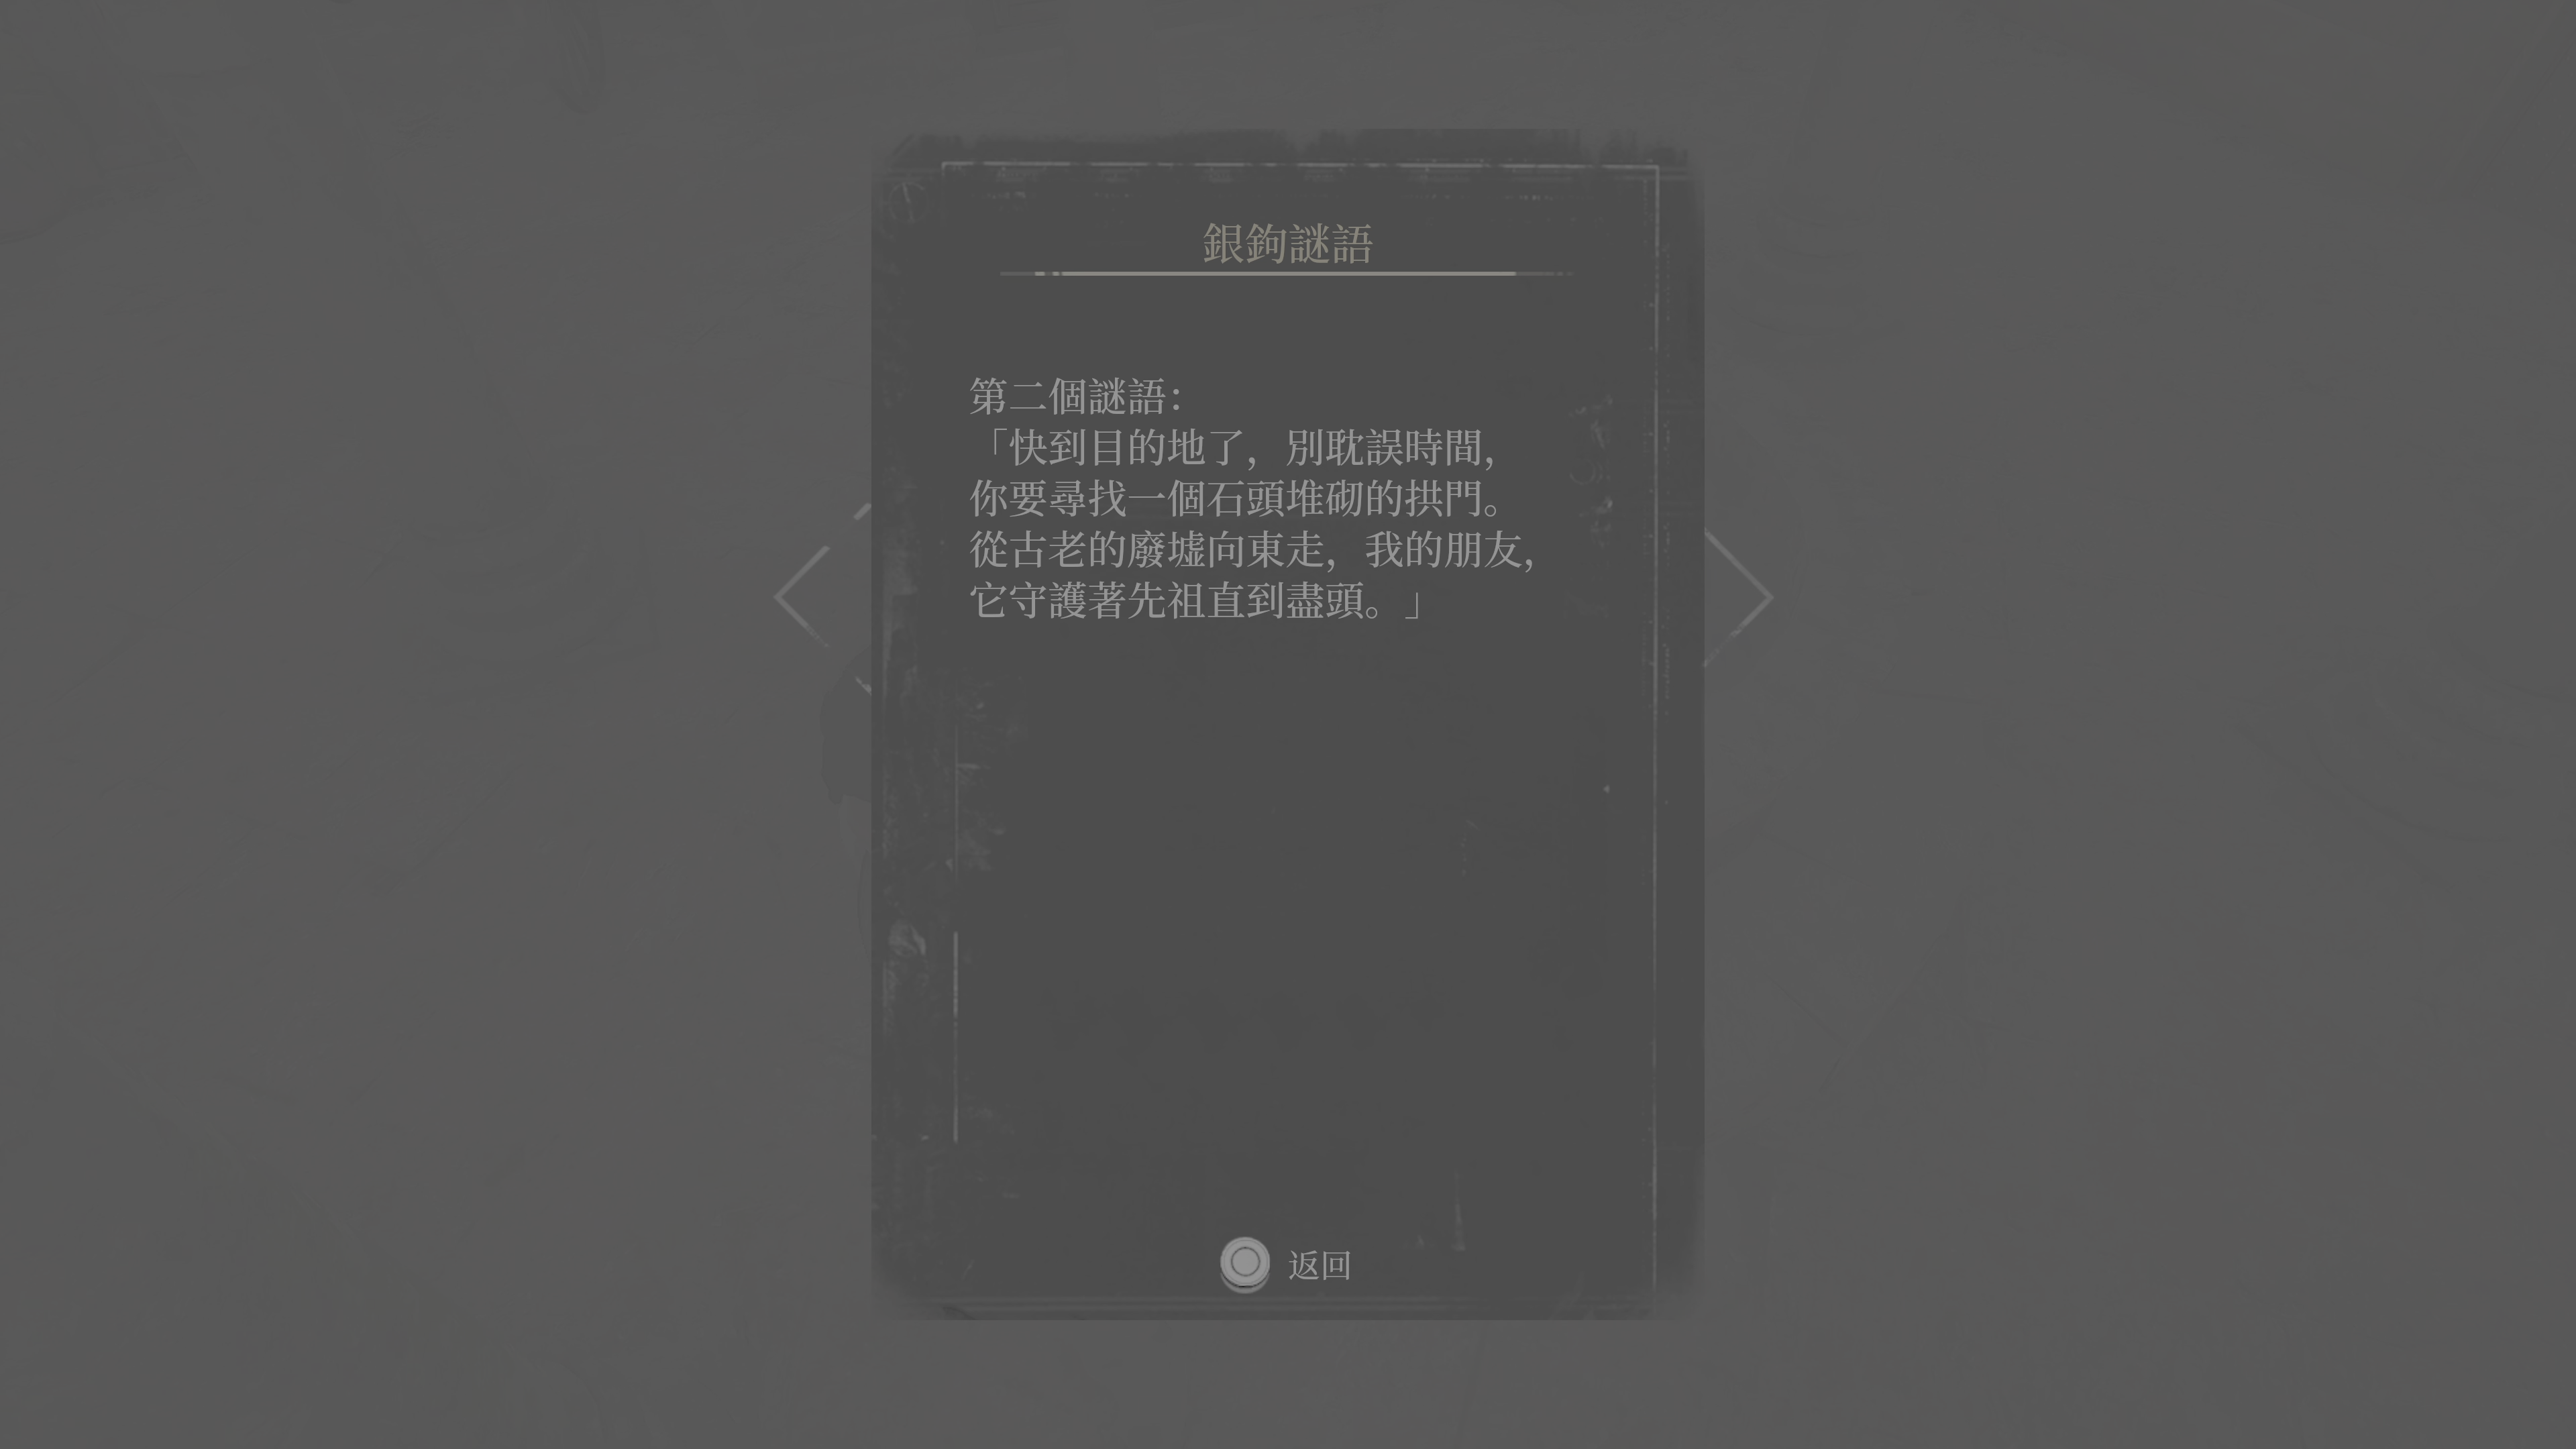 銀鉤謎語
第二個謎語：
「快到目的地了，別耽誤時間，
你要尋找一個石頭堆砌的拱門。
從古老的廢墟向東走，我的朋友，
它守護著先祖直到盡頭。」
返回